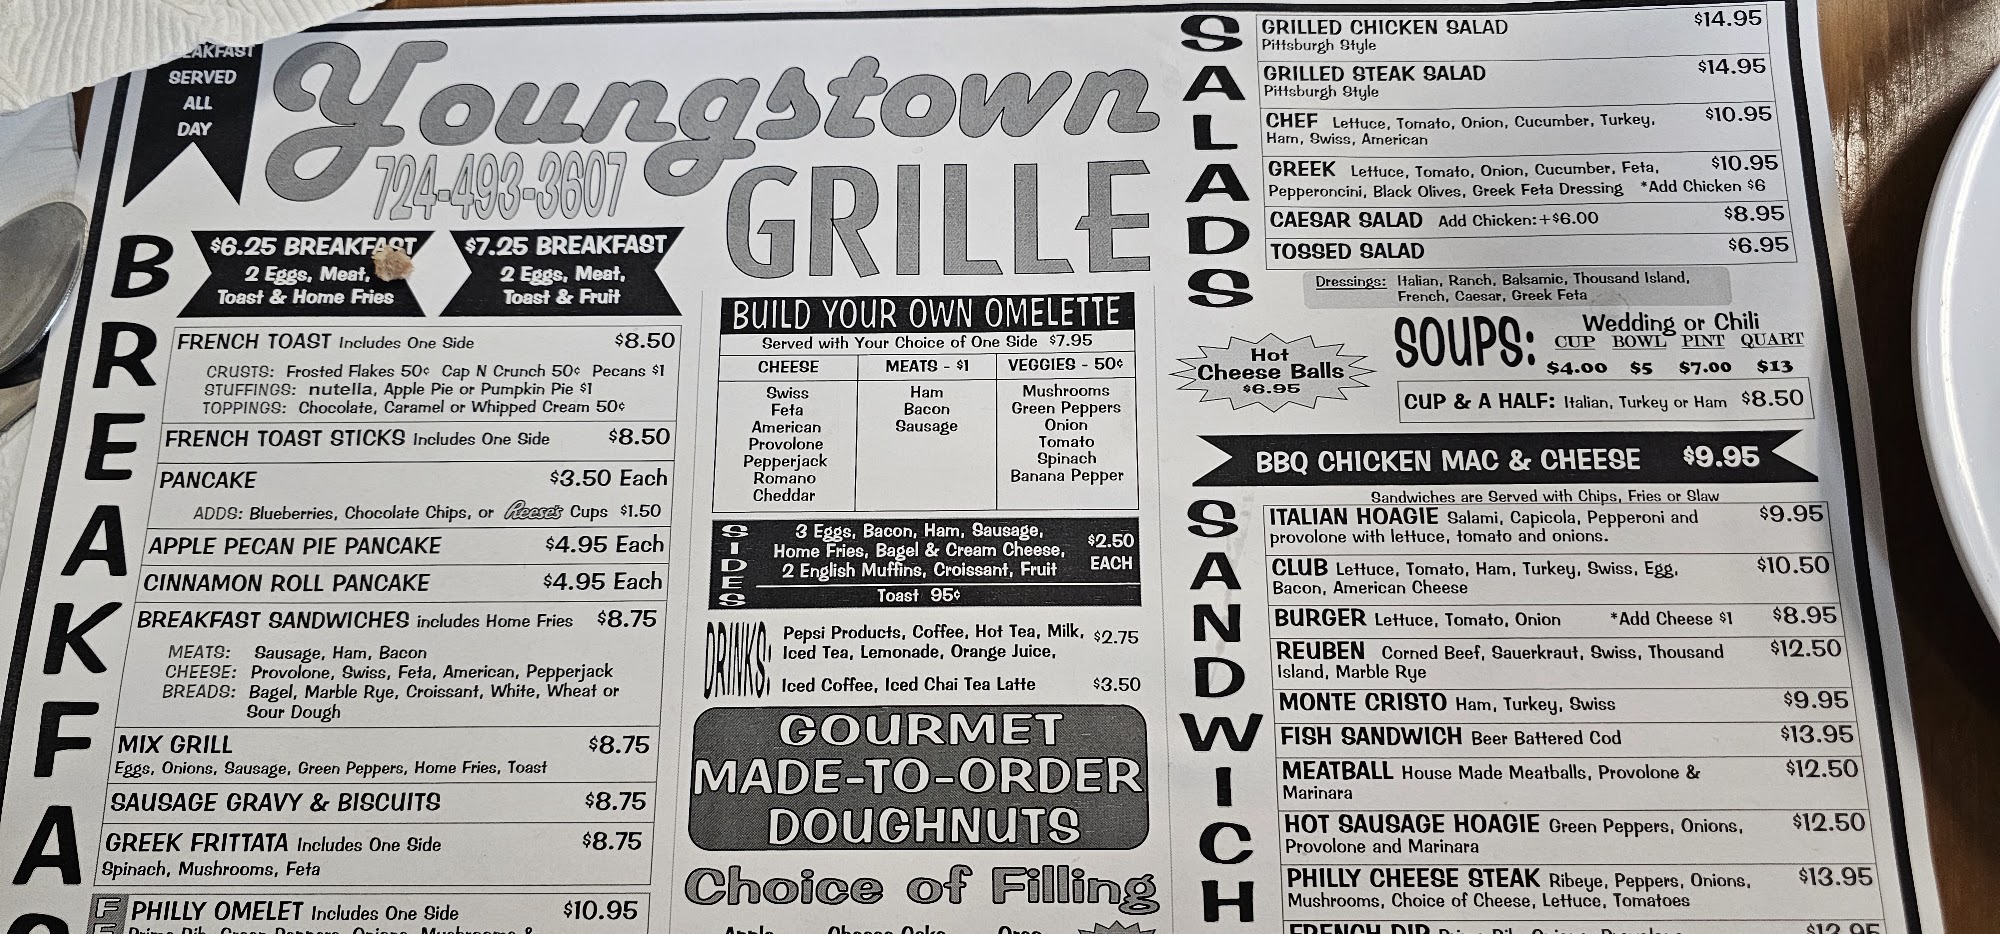 BREAKFAST
SERVED
ALL
DAY
Youngstown
724-493-3607
GRILLE
BREAKFAS
$6.25 BREAKFAST
2 Eggs, Meat,
Toast & Home Fries
$7.25 BREAKFAST
2 Eggs, Meat,
Toast & Fruit
FRENCH TOAST Includes One Side $8.50
CRUSTS: Frosted Flakes 50¢ Cap N Crunch 50¢ Pecans $1
STUFFINGS: nutella, Apple Pie or Pumpkin Pie $1
TOPPINGS: Chocolate, Caramel or Whipped Cream 50¢
FRENCH TOAST STICKS Includes One Side $8.50
PANCAKE $3.50 Each
ADDS: Blueberries, Chocolate Chips, or Reese's Cups $1.50
APPLE PECAN PIE PANCAKE $4.95 Each
CINNAMON ROLL PANCAKE $4.95 Each
BREAKFAST SANDWICHES includes Home Fries $8.75
MEATS: Sausage, Ham, Bacon
CHEESE: Provolone, Swiss, Feta, American, Pepperjack
BREADS: Bagel, Marble Rye, Croissant, White, Wheat or
Sour Dough
MIX GRILL $8.75
Eggs, Onions, Sausage, Green Peppers, Home Fries, Toast
SAUSAGE GRAVY & BISCUITS $8.75
GREEK FRITTATA Includes One Side $8.75
Spinach, Mushrooms, Feta
PHILLY OMELET Includes One Side $10.95
BUILD YOUR OWN OMELETTE
Served with Your Choice of One Side $7.95
CHEESE MEATS - $1 VEGGIES - 50¢
Swiss Ham Mushrooms
Feta Bacon Green Peppers
American Sausage Onion
Provolone Tomato
Pepperjack Spinach
Romano Banana Pepper
Cheddar
SIDES
3 Eggs, Bacon, Ham, Sausage,
Home Fries, Bagel & Cream Cheese, $2.50
2 English Muffins, Croissant, Fruit EACH
Toast 95¢
DRINKS:
Pepsi Products, Coffee, Hot Tea, Milk, $2.75
Iced Tea, Lemonade, Orange Juice,
Iced Coffee, Iced Chai Tea Latte $3.50
GOURMET
MADE-TO-ORDER
DOUGHNUTS
Choice of Filling
SALADS
GRILLED CHICKEN SALAD $14.95
Pittsburgh Style
GRILLED STEAK SALAD $14.95
Pittsburgh Style
CHEF Lettuce, Tomato, Onion, Cucumber, Turkey, $10.95
Ham, Swiss, American
GREEK Lettuce, Tomato, Onion, Cucumber, Feta, $10.95
Pepperoncini, Black Olives, Greek Feta Dressing *Add Chicken $6
CAESAR SALAD Add Chicken:+$6.00 $8.95
TOSSED SALAD $6.95
Dressings: Italian, Ranch, Balsamic, Thousand Island,
French, Caesar, Greek Feta
Hot
Cheese Balls
$6.95
SOUPS: Wedding or Chili
CUP BOWL PINT QUART
$4.00 $5 $7.00 $13
CUP & A HALF: Italian, Turkey or Ham $8.50
BBQ CHICKEN MAC & CHEESE $9.95
Sandwiches are Served with Chips, Fries or Slaw
SANDWICH
ITALIAN HOAGIE Salami, Capicola, Pepperoni and $9.95
provolone with lettuce, tomato and onions.
CLUB Lettuce, Tomato, Ham, Turkey, Swiss, Egg, $10.50
Bacon, American Cheese
BURGER Lettuce, Tomato, Onion *Add Cheese $1 $8.95
REUBEN Corned Beef, Sauerkraut, Swiss, Thousand $12.50
Island, Marble Rye
MONTE CRISTO Ham, Turkey, Swiss $9.95
FISH SANDWICH Beer Battered Cod $13.95
MEATBALL House Made Meatballs, Provolone & $12.50
Marinara
HOT SAUSAGE HOAGIE Green Peppers, Onions, $12.50
Provolone and Marinara
PHILLY CHEESE STEAK Ribeye, Peppers, Onions, $13.95
Mushrooms, Choice of Cheese, Lettuce, Tomatoes
FRENCH DIP